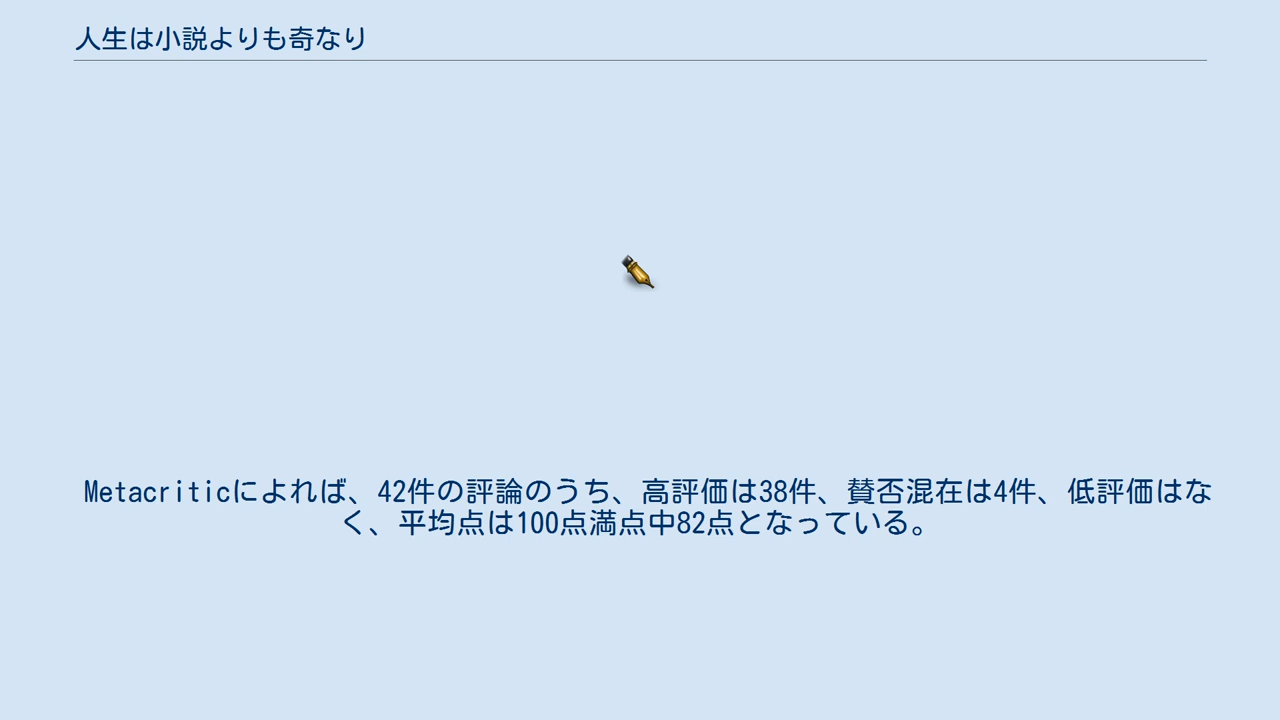 人生は小説よりも奇なり
Metacriticによれば、42件の評論のうち、高評価は38件、賛否混在は4件、低評価はな
く、平均点は100点満点中82点となっている。